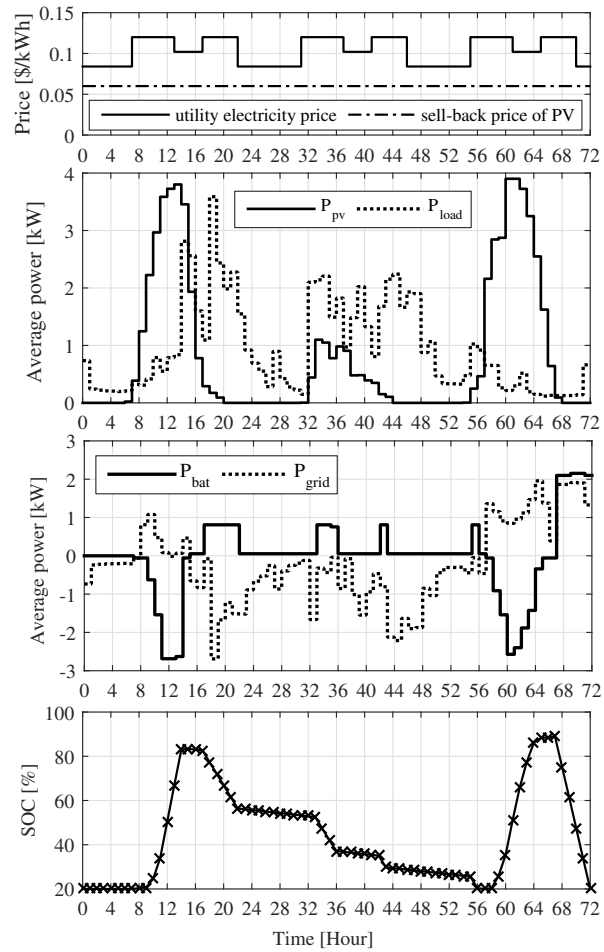 0.15
0.1
0.05
0
Price [$/kWh]
utility electricity price
sell-back price of PV
0 4 8 12 16 20 24 28 32 36 40 44 48 52 56 60 64 68 72
4
3
2
1
0
Average power [kW]
P_pv
P_load
0 4 8 12 16 20 24 28 32 36 40 44 48 52 56 60 64 68 72
3
2
1
0
-1
-2
-3
Average power [kW]
P_bat
P_grid
0 4 8 12 16 20 24 28 32 36 40 44 48 52 56 60 64 68 72
100
80
60
40
20
SOC [%]
0 4 8 12 16 20 24 28 32 36 40 44 48 52 56 60 64 68 72
Time [Hour]